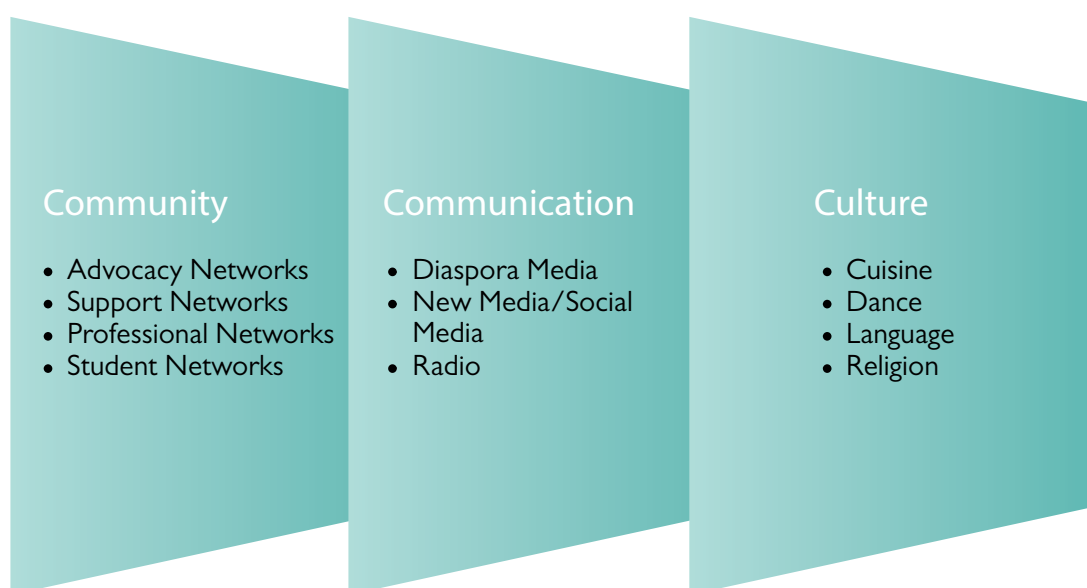 Community
• Advocacy Networks
• Support Networks
• Professional Networks
• Student Networks
Communication
• Diaspora Media
• New Media/Social
Media
• Radio
Culture
• Cuisine
• Dance
• Language
• Religion